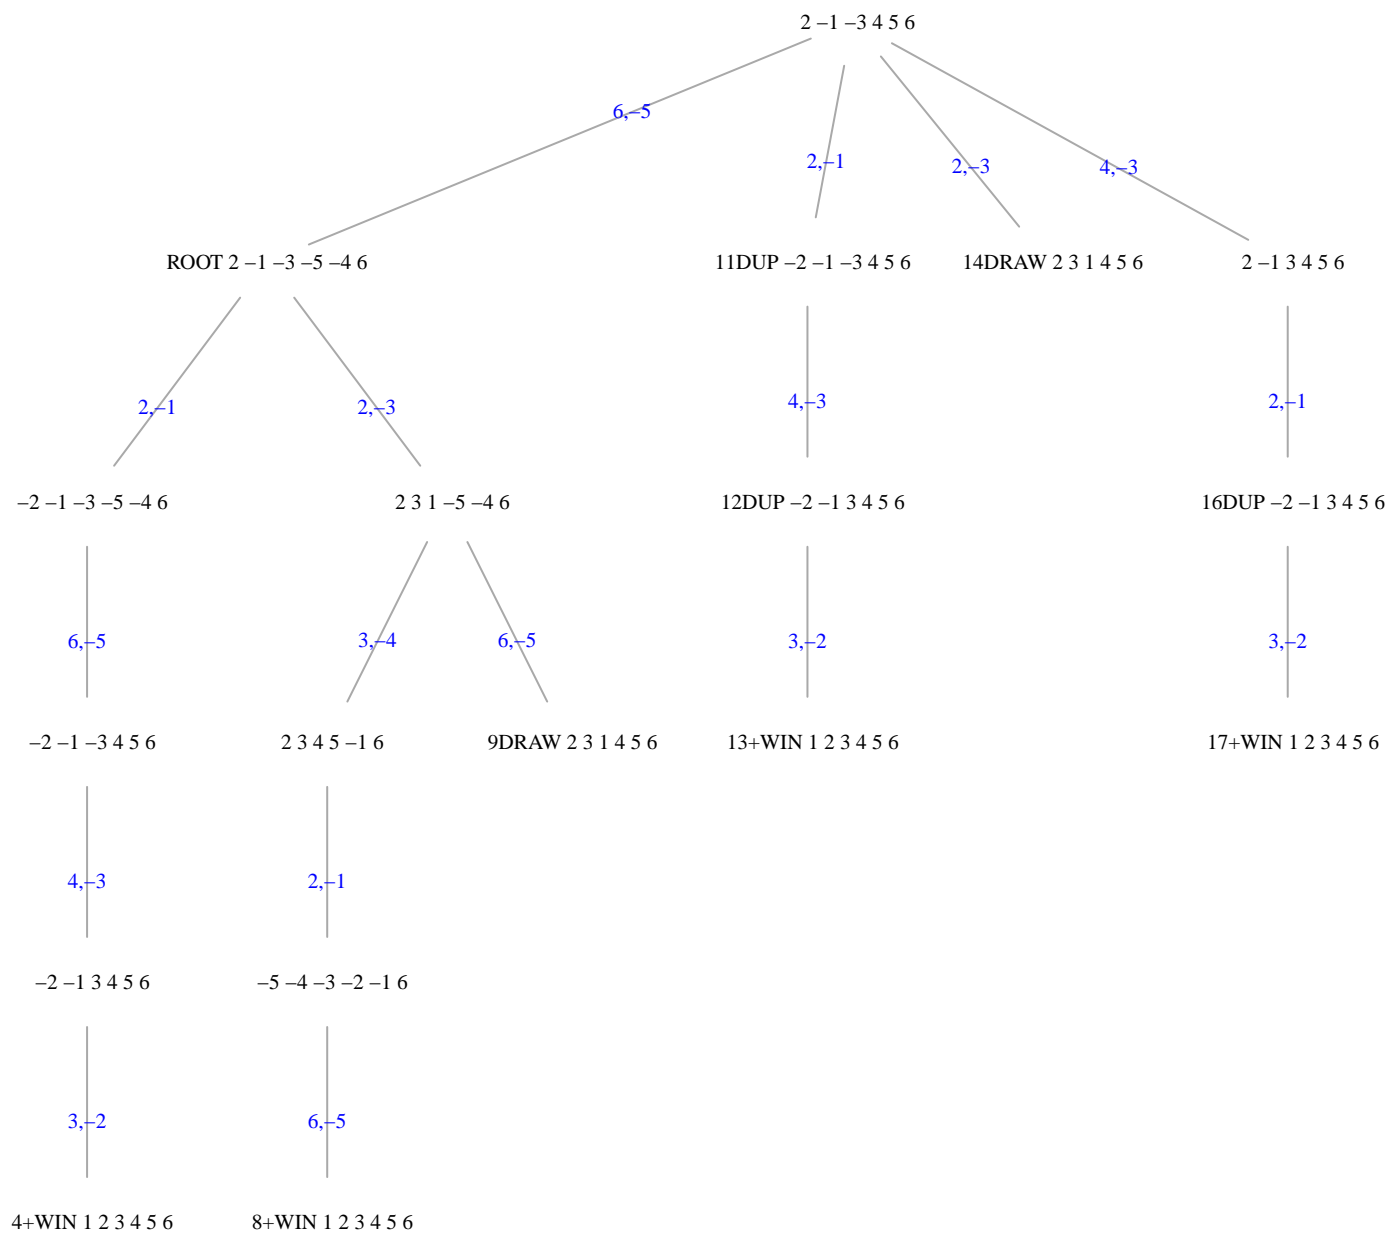 2 –1 –3 4 5 6
6,–5
2,–1
2,–3
4,–3
ROOT 2 –1 –3 –5 –4 6
11DUP –2 –1 –3 4 5 6
14DRAW 2 3 1 4 5 6
2 –1 3 4 5 6
2,–1
2,–3
4,–3
2,–1
–2 –1 –3 –5 –4 6
2 3 1 –5 –4 6
12DUP –2 –1 3 4 5 6
16DUP –2 –1 3 4 5 6
6,–5
3,–4
6,–5
3,–2
3,–2
–2 –1 –3 4 5 6
2 3 4 5 –1 6
9DRAW 2 3 1 4 5 6
13+WIN 1 2 3 4 5 6
17+WIN 1 2 3 4 5 6
4,–3
2,–1
–2 –1 3 4 5 6
–5 –4 –3 –2 –1 6
3,–2
6,–5
4+WIN 1 2 3 4 5 6
8+WIN 1 2 3 4 5 6